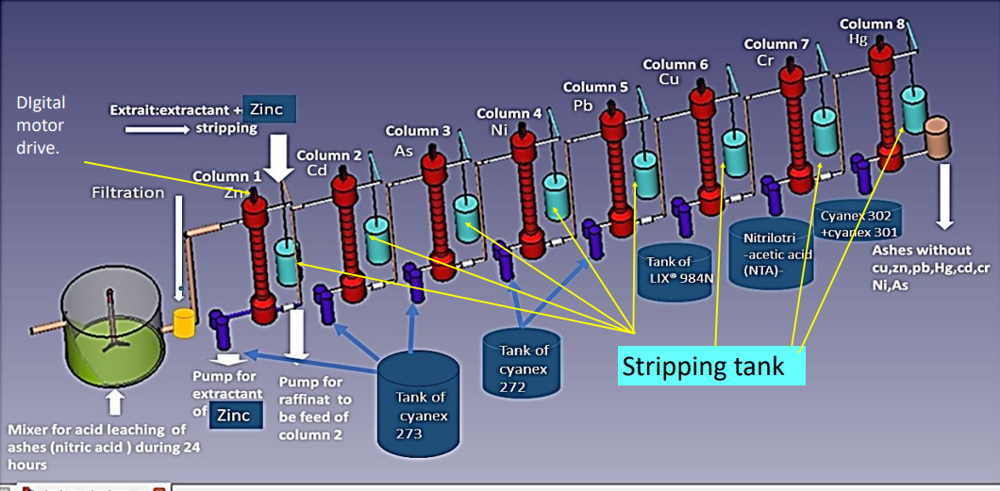 DIgital
motor
drive.
Extrait:extractant + Zinc
stripping
Filtration
Column 1
Zn
Column 2
Cd
Column 3
As
Column 4
Ni
Column 5
Pb
Column 6
Cu
Column 7
Cr
Column 8
Hg
Pump for
extractant
of Zinc
Pump for
raffinat to
be feed of
column 2
Mixer for acid leaching of
ashes (nitric acid ) during 24
hours
Tank of
cyanex
273
Tank of
cyanex
272
Tank of
LIX® 984N
Nitrilotri
-acetic acid
(NTA)-
Cyanex 302
+cyanex 301
Stripping tank
Ashes without
cu,zn,pb,Hg,cd,cr
Ni,As